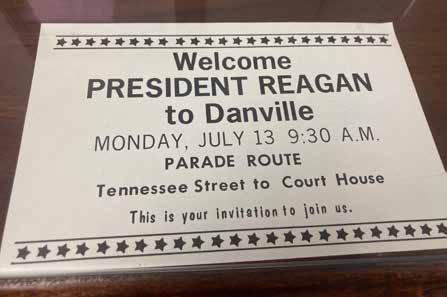 Welcome
PRESIDENT REAGAN
to Danville
MONDAY, JULY 13 9:30 A.M.
PARADE ROUTE
Tennessee Street to Court House
This is your invitation to join us.